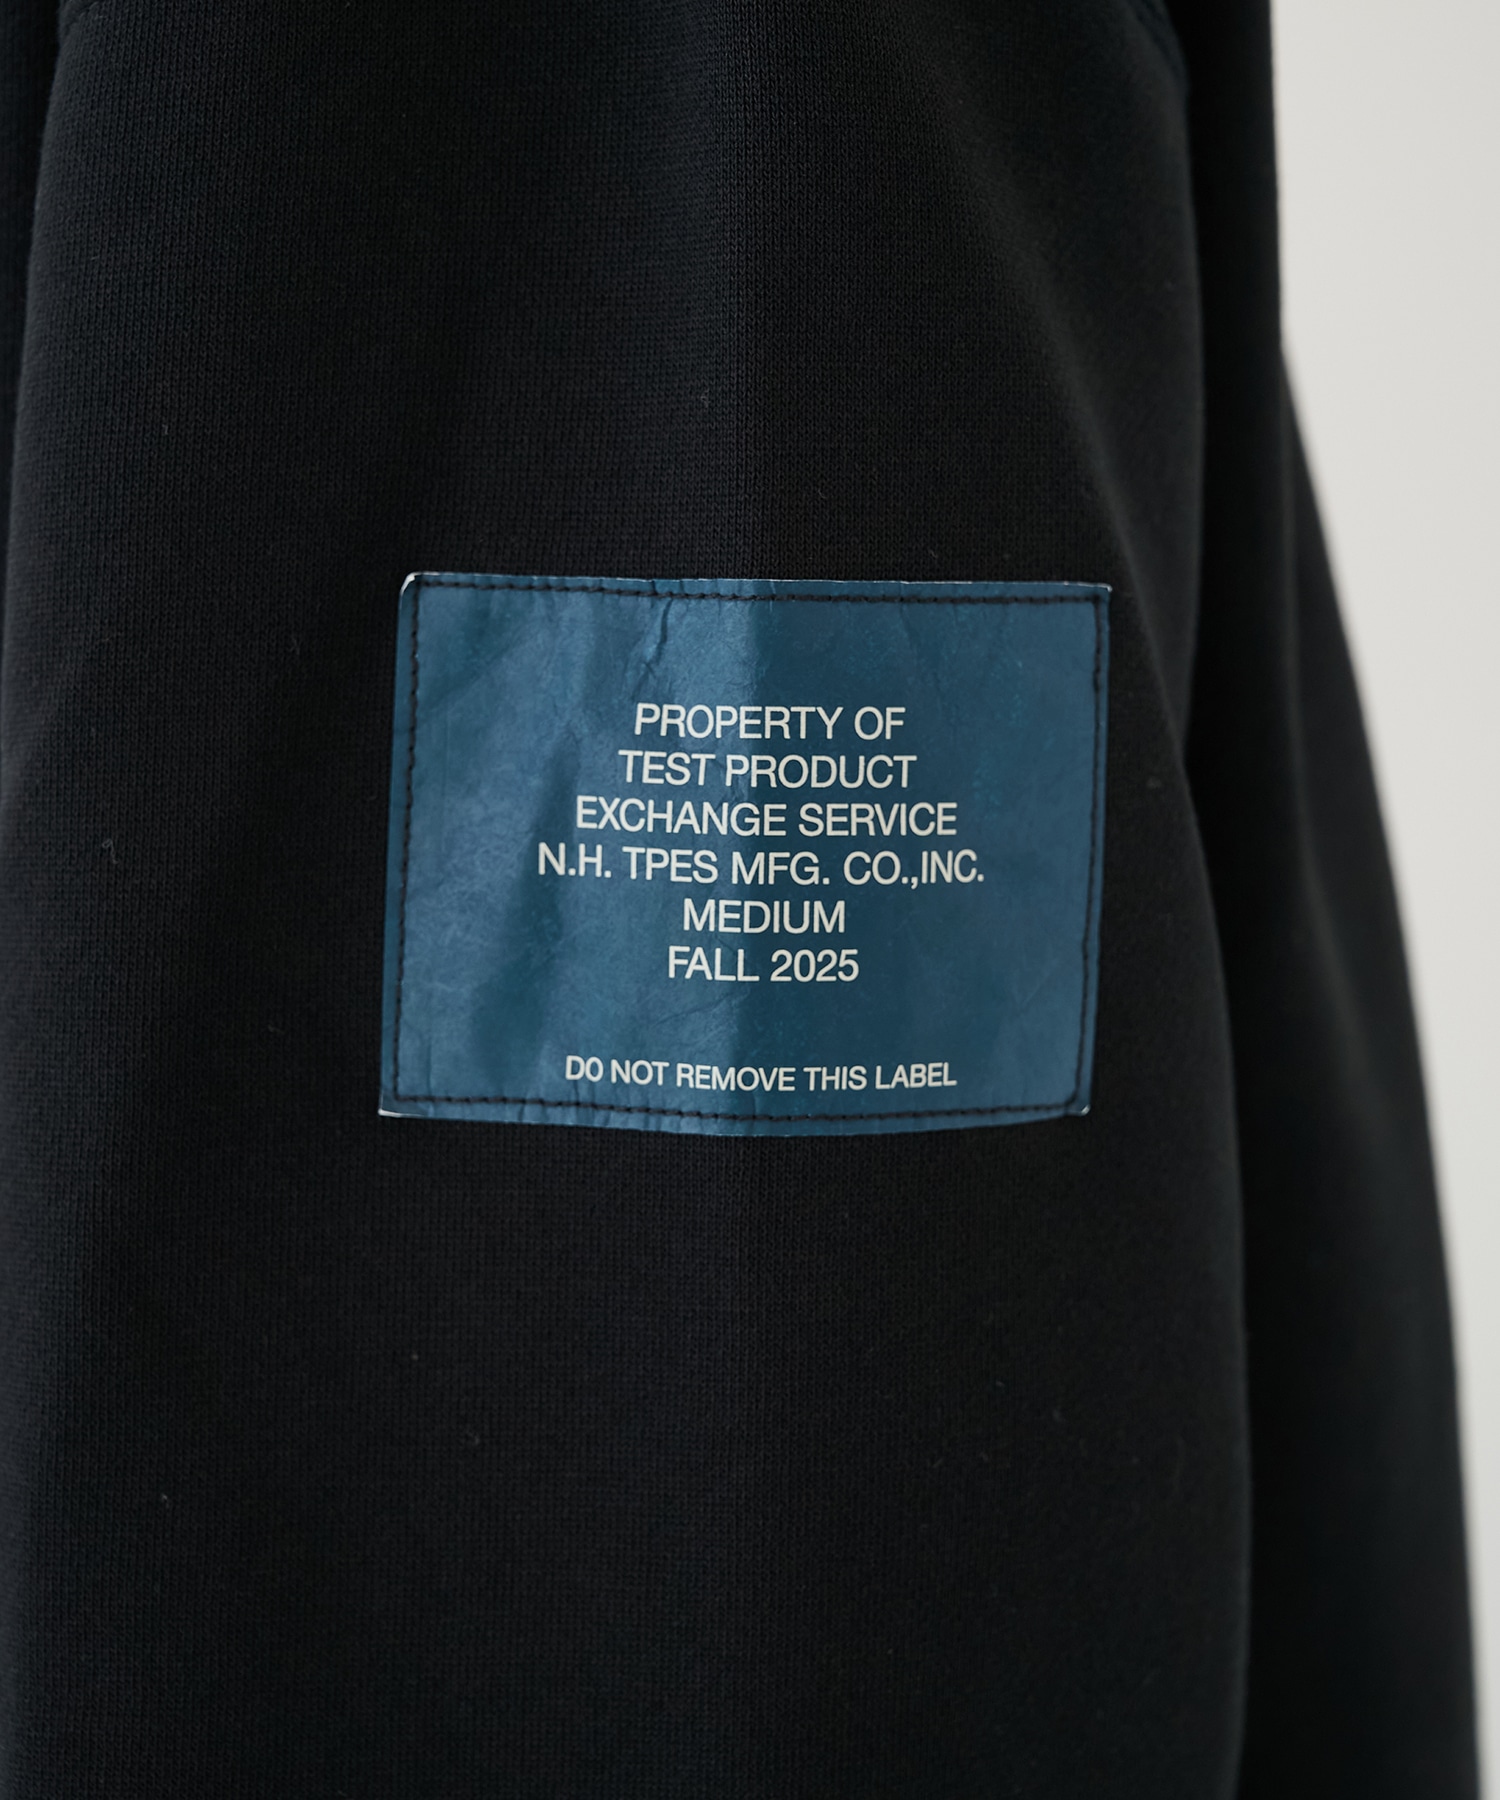 PROPERTY OF
TEST PRODUCT
EXCHANGE SERVICE
N.H. TPES MFG. CO.,INC.
MEDIUM
FALL 2025
DO NOT REMOVE THIS LABEL